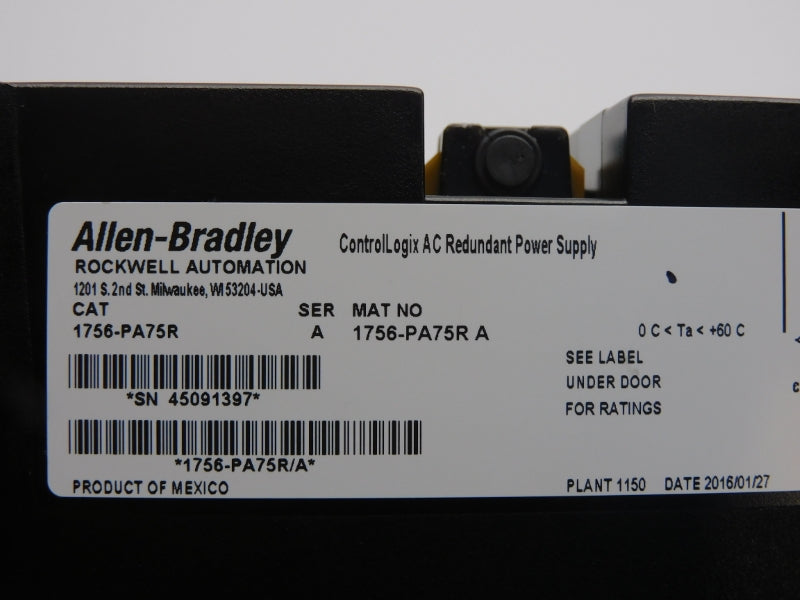 Allen-Bradley
ControlLogix AC Redundant Power Supply
ROCKWELL AUTOMATION
1201 S. 2nd St. Milwaukee, WI 53204-USA
CAT SER MAT NO
1756-PA75R A 1756-PA75R A
0 C < Ta < +60 C
SEE LABEL
UNDER DOOR
FOR RATINGS
*SN 45091397*
*1756-PA75R/A*
PRODUCT OF MEXICO
PLANT 1150 DATE 2016/01/27